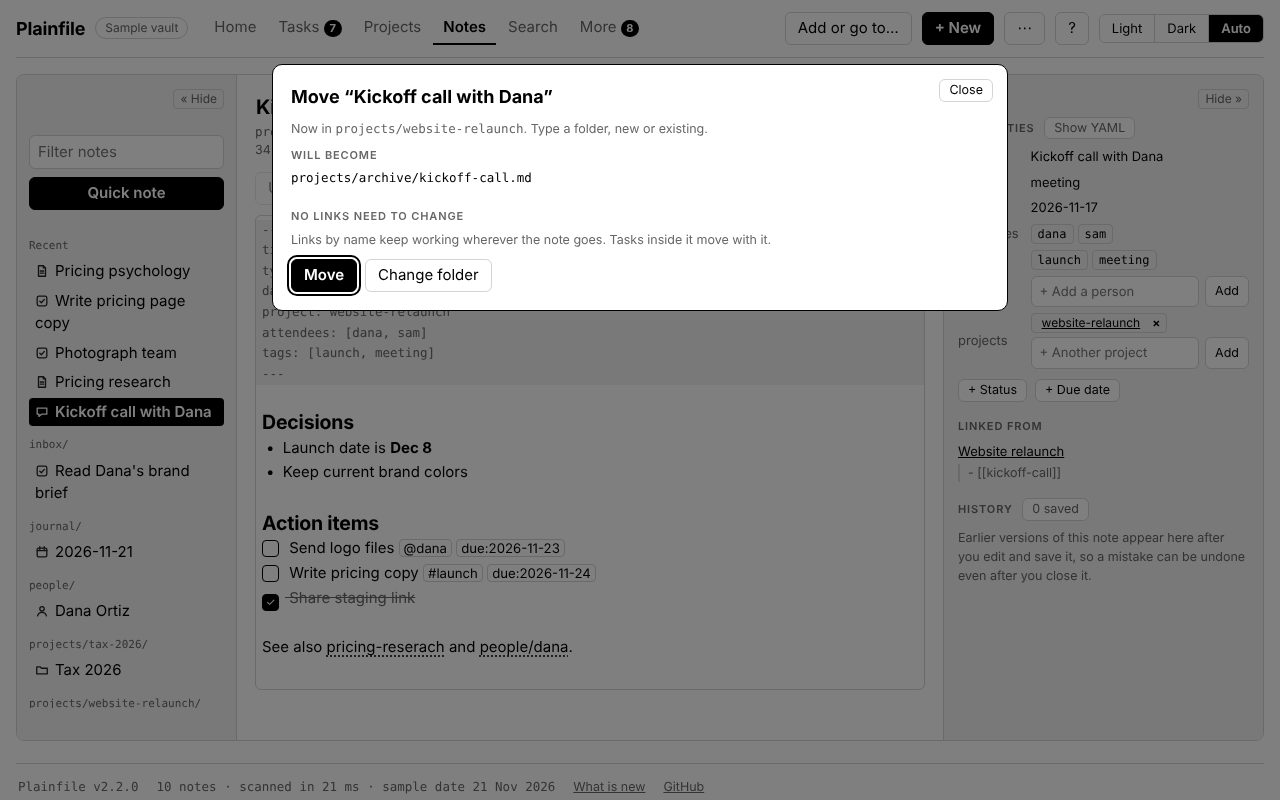 Plainfile Sample vault Home Tasks 7 Projects Notes Search More 8 Add or go to... + New ... ? Light Dark Auto
« Hide
Filter notes
Quick note
Recent
Pricing psychology
Write pricing page
copy
Photograph team
Pricing research
Kickoff call with Dana
inbox/
Read Dana's brand
brief
journal/
2026-11-21
people/
Dana Ortiz
projects/tax-2026/
Tax 2026
projects/website-relaunch/
Move “Kickoff call with Dana”
Close
Now in projects/website-relaunch. Type a folder, new or existing.
WILL BECOME
projects/archive/kickoff-call.md
NO LINKS NEED TO CHANGE
Links by name keep working wherever the note goes. Tasks inside it move with it.
Move Change folder
project: website-relaunch
attendees: [dana, sam]
tags: [launch, meeting]
---
Decisions
• Launch date is Dec 8
• Keep current brand colors
Action items
Send logo files @dana due:2026-11-23
Write pricing copy #launch due:2026-11-24
Share staging link
See also pricing-reserach and people/dana.
Hide »
Show YAML
Kickoff call with Dana
meeting
2026-11-17
dana sam
launch meeting
+ Add a person Add
website-relaunch ×
projects
+ Another project Add
+ Status + Due date
LINKED FROM
Website relaunch
- [[kickoff-call]]
HISTORY 0 saved
Earlier versions of this note appear here after
you edit and save it, so a mistake can be undone
even after you close it.
Plainfile v2.2.0 10 notes · scanned in 21 ms · sample date 21 Nov 2026 What is new GitHub